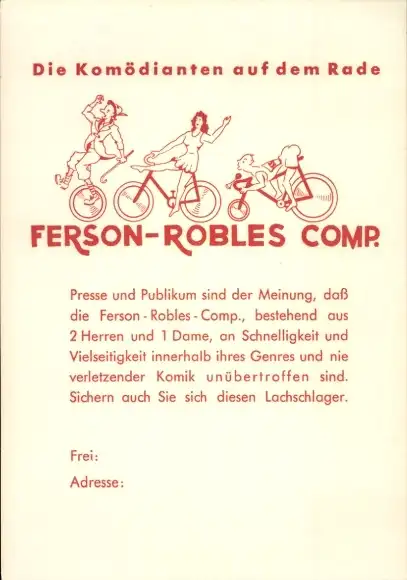 Die Komödianten auf dem Rade
FERSON-ROBLES COMP.
Presse und Publikum sind der Meinung, daß
die Ferson-Robles-Comp., bestehend aus
2 Herren und 1 Dame, an Schnelligkeit und
Vielseitigkeit innerhalb ihres Genres und nie
verletzender Komik unübertroffen sind.
Sichern auch Sie sich diesen Lachschlager.
Frei:
Adresse: